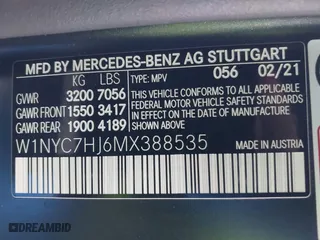 MFD BY MERCEDES-BENZ AG STUTTGART
KG LBS TYPE: MPV 056 02/21
GVWR 3200 7056
GAWR FRONT 1550 3417
GAWR REAR 1900 4189
THIS VEHICLE CONFORMS TO ALL APPLICABLE
FEDERAL MOTOR VEHICLE SAFETY
STANDARDS IN EFFECT ON THE DATE OF
MANUFACTURE SHOWN ABOVE.
W1NYC7HJ6MX388535 MADE IN AUSTRIA
DREAMBID